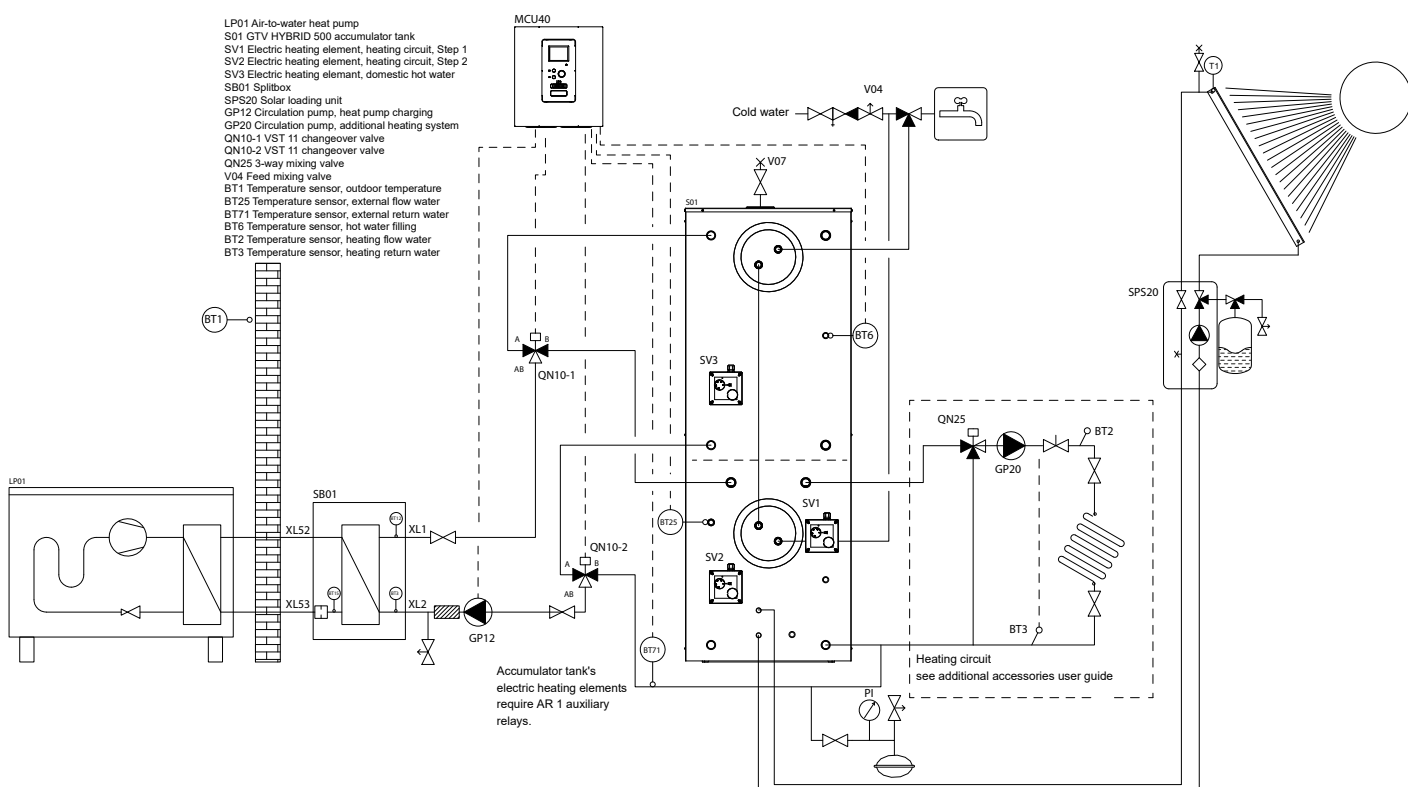 LP01 Air-to-water heat pump
S01 GTV HYBRID 500 accumulator tank
SV1 Electric heating element, heating circuit, Step 1
SV2 Electric heating element, heating circuit, Step 2
SV3 Electric heating elemant, domestic hot water
SB01 Splitbox
SPS20 Solar loading unit
GP12 Circulation pump, heat pump charging
GP20 Circulation pump, additional heating system
QN10-1 VST 11 changeover valve
QN10-2 VST 11 changeover valve
QN25 3-way mixing valve
V04 Feed mixing valve
BT1 Temperature sensor, outdoor temperature
BT25 Temperature sensor, external flow water
BT71 Temperature sensor, external return water
BT6 Temperature sensor, hot water filling
BT2 Temperature sensor, heating flow water
BT3 Temperature sensor, heating return water
MCU40
V04
Cold water
V07
S01
T1
SPS20
BT1
A
B
AB
QN10-1
BT6
SV3
QN25
BT2
GP20
LP01
SB01
XL52
BT12
XL1
BT25
SV1
QN10-2
A
B
AB
SV2
XL53
BT15
BT3
XL2
GP12
BT71
BT3
Accumulator tank's
electric heating elements
require AR 1 auxiliary
relays.
Heating circuit
see additional accessories user guide
PI